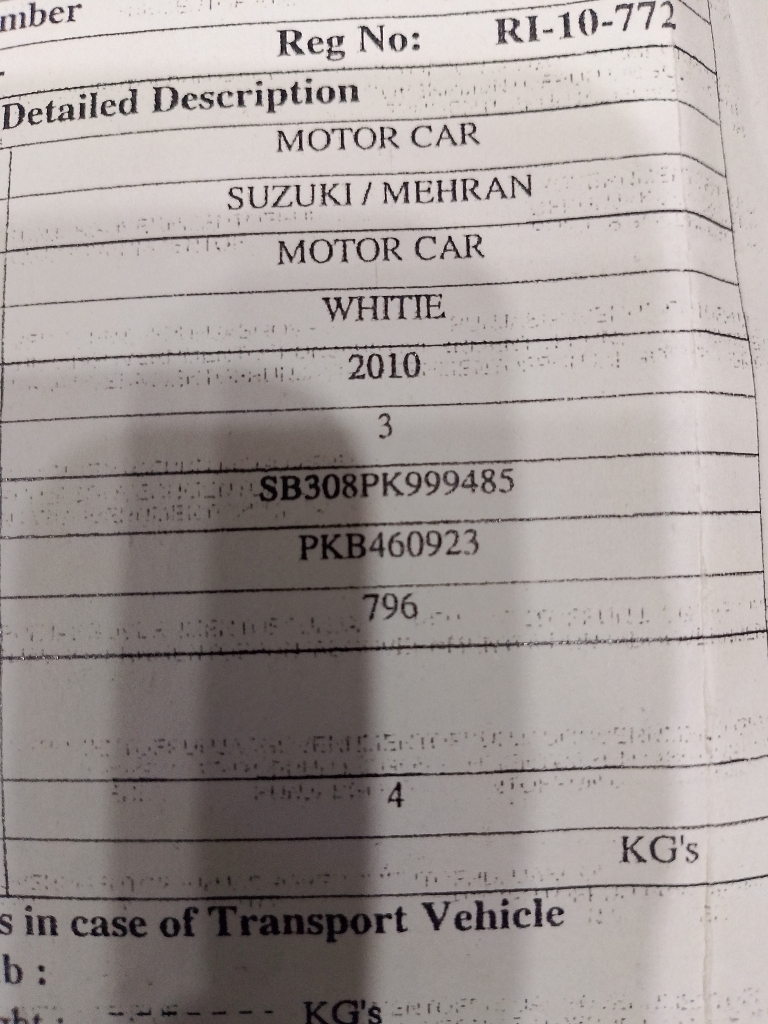 mber
Reg No: RI-10-772
Detailed Description
MOTOR CAR
SUZUKI / MEHRAN
MOTOR CAR
WHITIE
2010
3
SB308PK999485
PKB460923
796
4
KG's
s in case of Transport Vehicle
b :
ght : -------- KG's